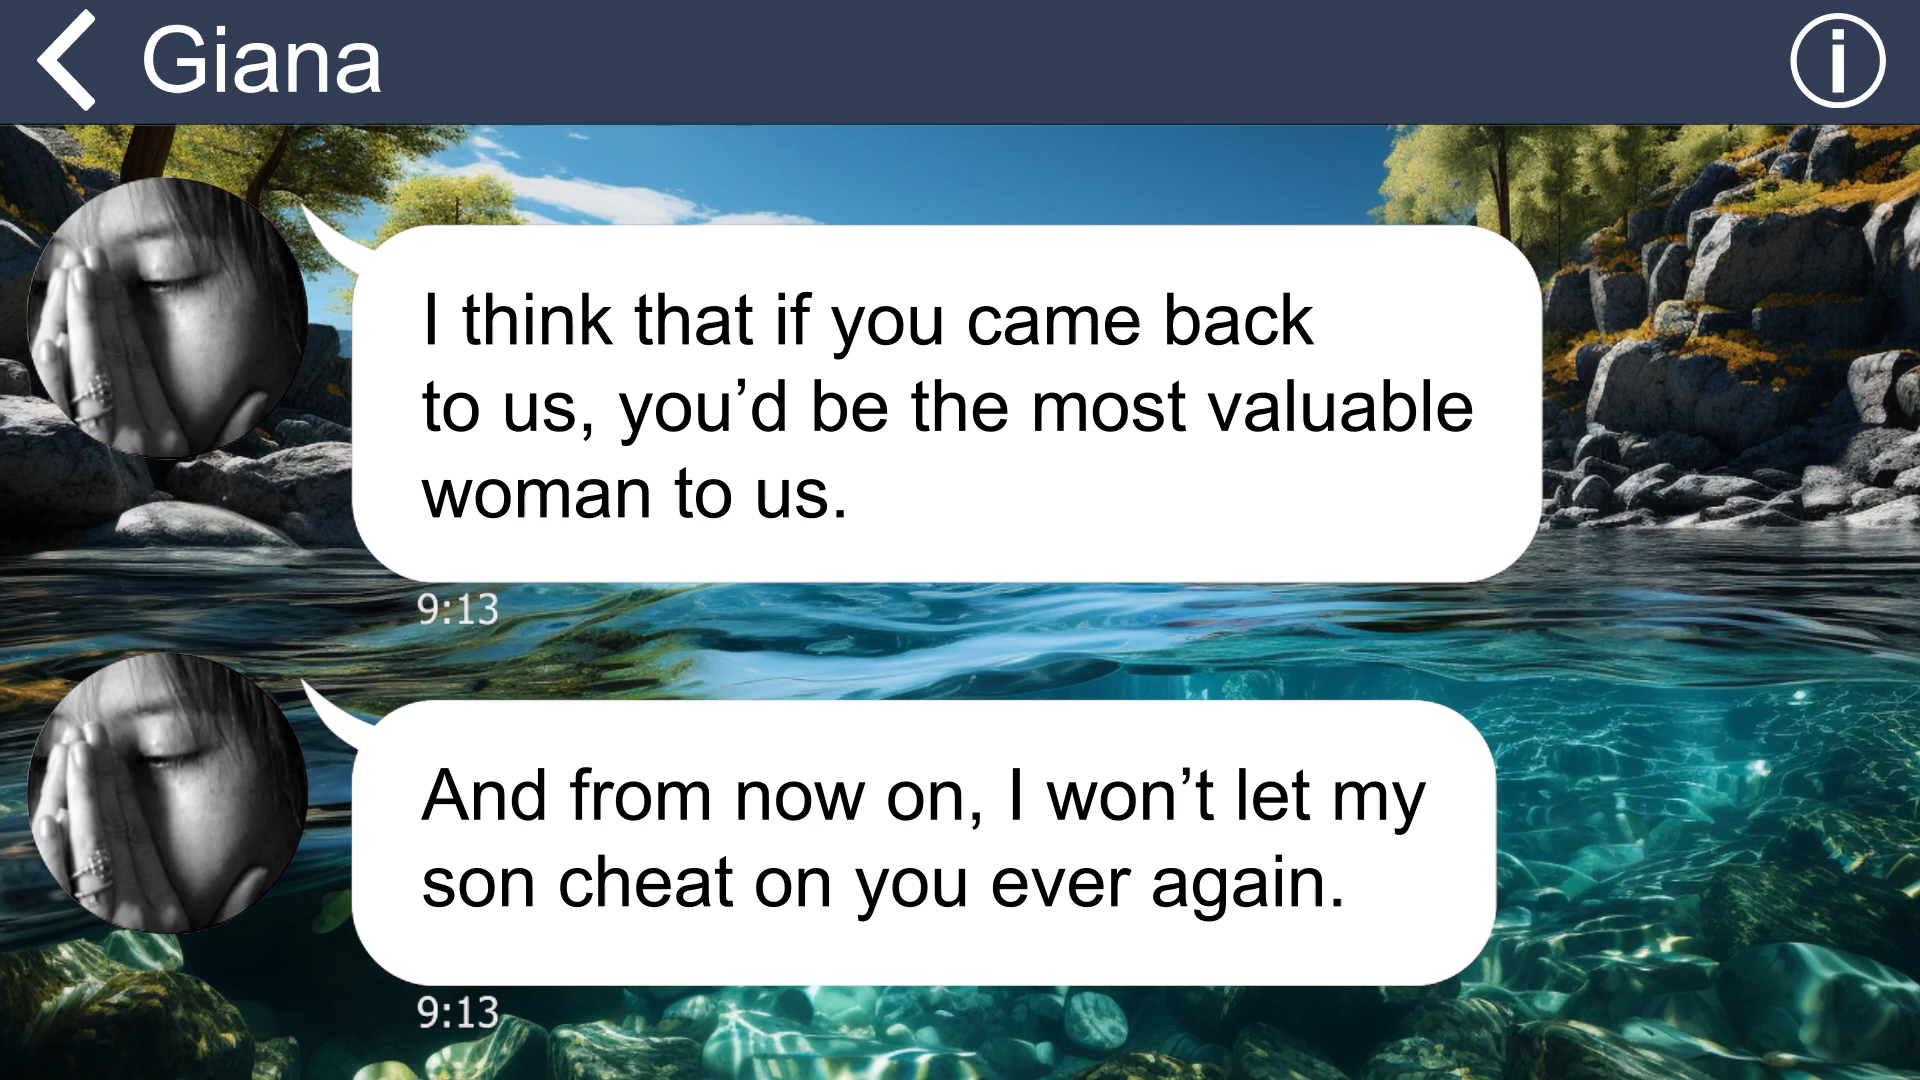 Giana
I think that if you came back
to us, you’d be the most valuable
woman to us.
9:13
And from now on, I won’t let my
son cheat on you ever again.
9:13